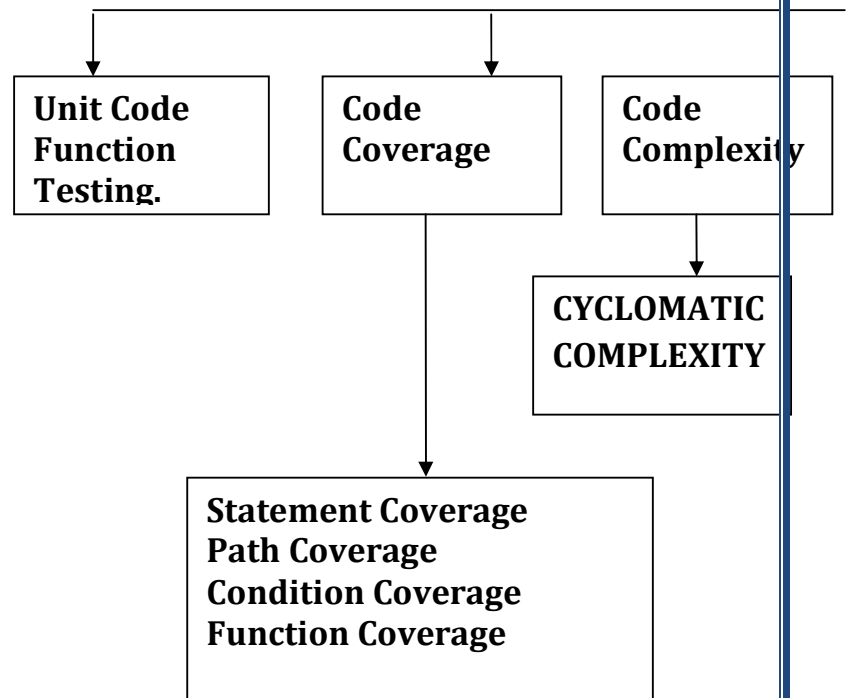 Unit Code
Function
Testing.
Code
Coverage
Code
Complexity
CYCLOMATIC
COMPLEXITY
Statement Coverage
Path Coverage
Condition Coverage
Function Coverage